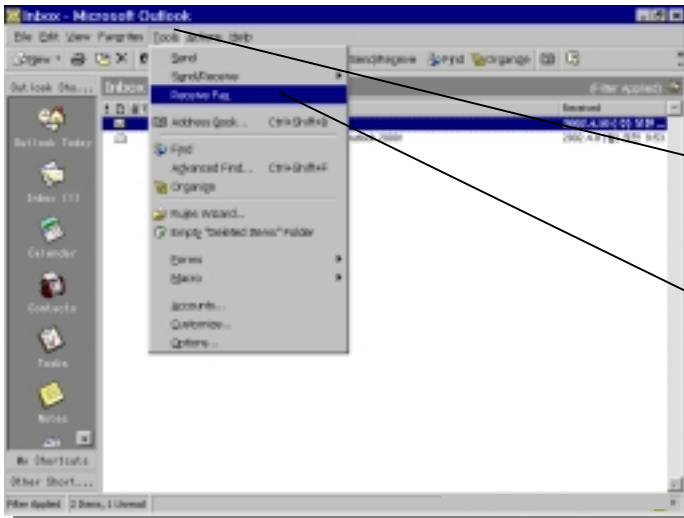 Inbox - Microsoft Outlook
File Edit View Favorites Tools Actions Help
New Send/Receive Find Organize
Outlook Sho... Inbox (Filter Applied)
Received
Send
Send/Receive
Receive Fax
Address Book... Ctrl+Shift+B
Find
Advanced Find... Ctrl+Shift+F
Organize
Rules Wizard...
Empty "Deleted Items" Folder
Forms
Macro
Accounts...
Customize...
Options...
Outlook Today
Inbox (1)
Calendar
Contacts
Tasks
Notes
My Shortcuts
Other Short...
Filter Applied 2 Items, 1 Unread